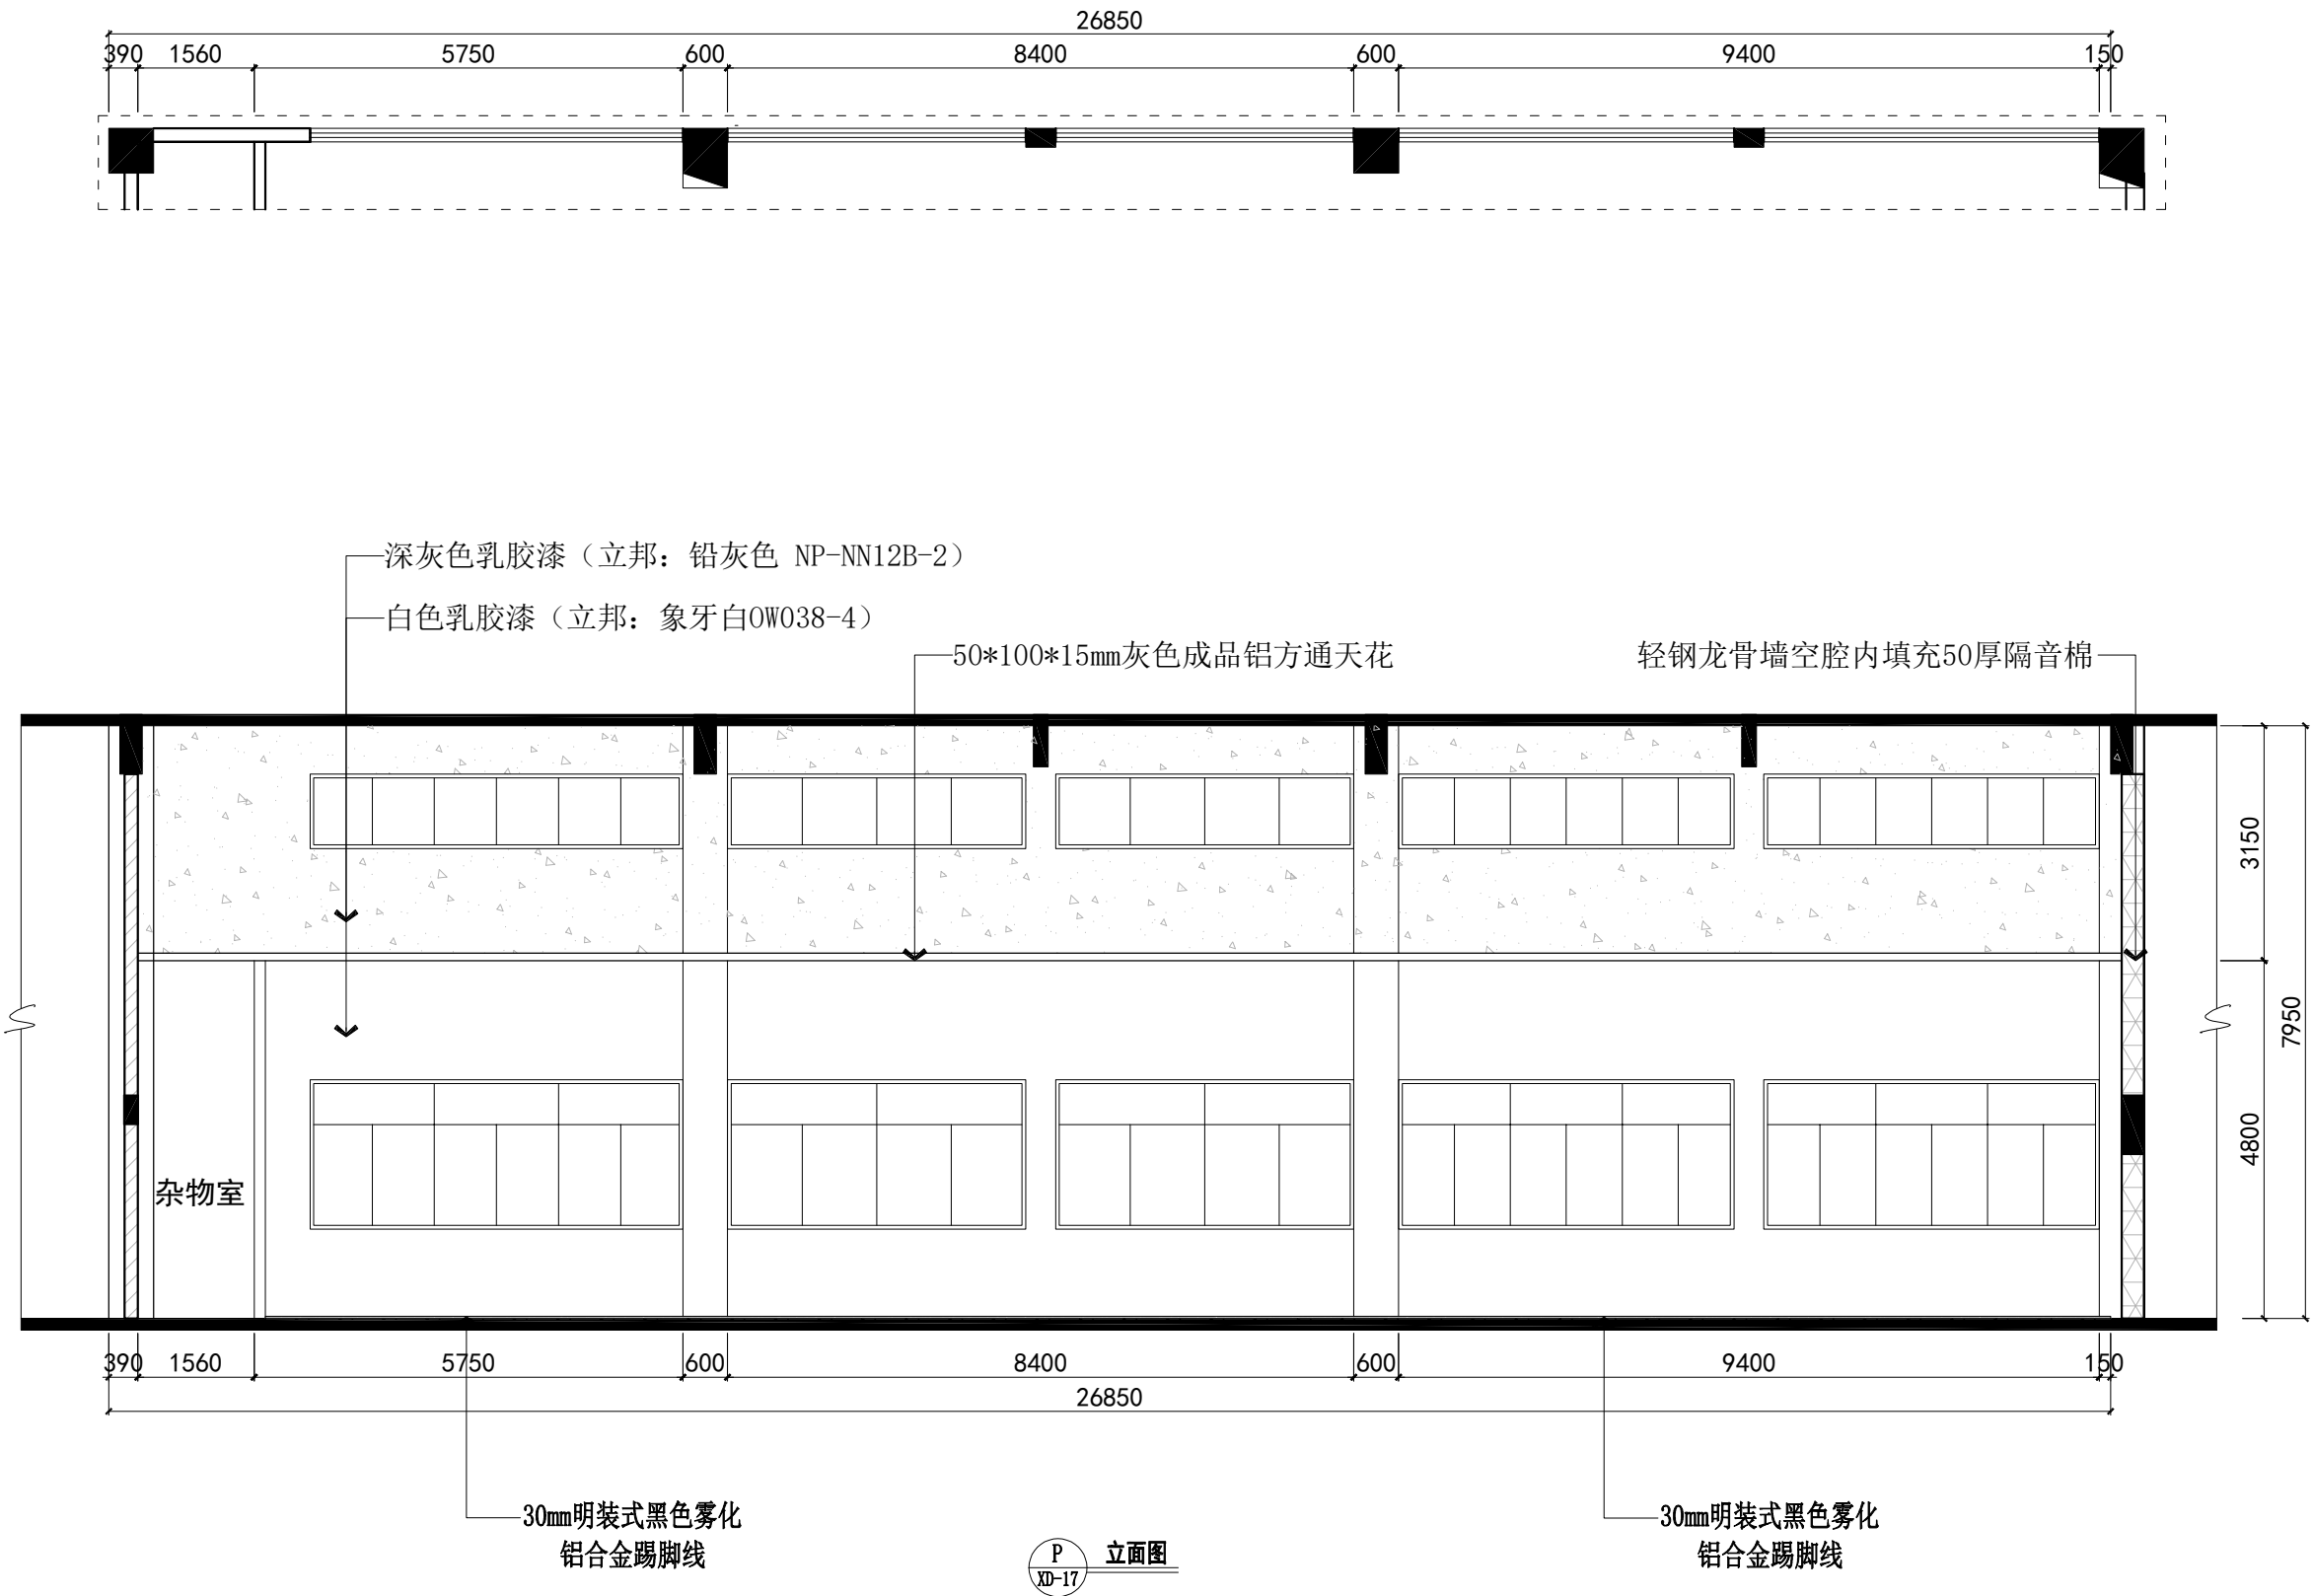 26850
390 1560 5750 600 8400 600 9400 150
深灰色乳胶漆（立邦：铅灰色 NP-NN12B-2）
白色乳胶漆（立邦：象牙白OW038-4）
50*100*15mm灰色成品铝方通天花
轻钢龙骨墙空腔内填充50厚隔音棉
3150
7950
4800
杂物室
390 1560 5750 600 8400 600 9400 150
26850
30mm明装式黑色雾化
铝合金踢脚线
30mm明装式黑色雾化
铝合金踢脚线
P 立面图
XD-17